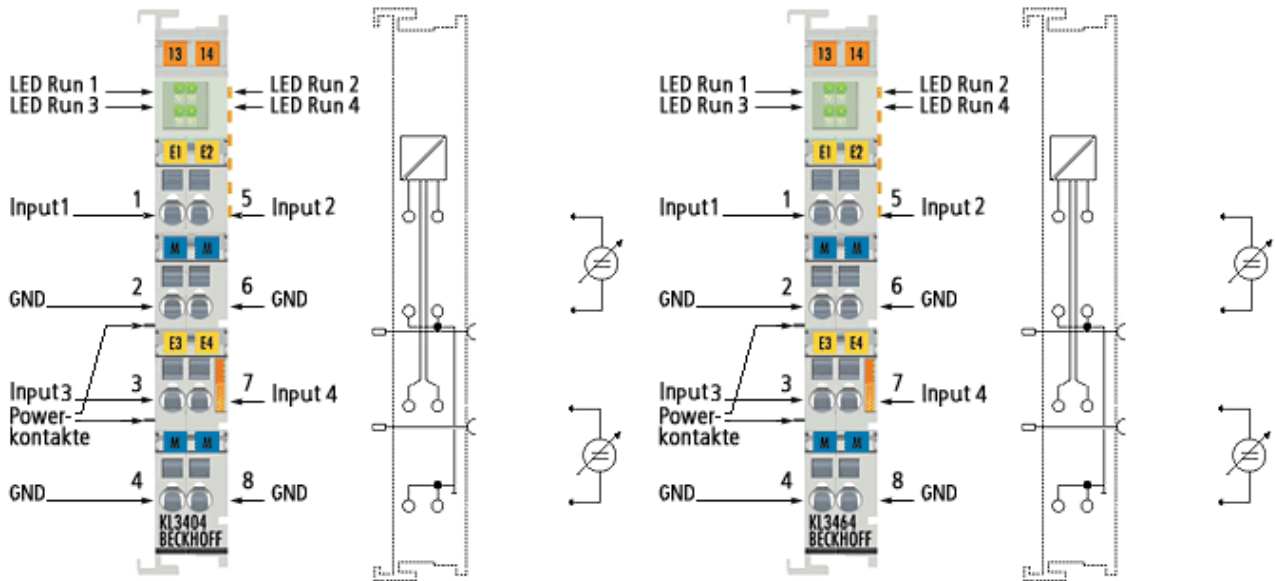 13 14
LED Run 1
LED Run 2
LED Run 3
LED Run 4
E1 E2
1
5
Input1
Input 2
M M
2
6
GND
GND
E3 E4
3
7
Input3
Input 4
Power-
kontakte
M M
4
8
GND
GND
KL3404
BECKHOFF
13 14
LED Run 1
LED Run 2
LED Run 3
LED Run 4
E1 E2
1
5
Input1
Input 2
M M
2
6
GND
GND
E3 E4
3
7
Input3
Input 4
Power-
kontakte
M M
4
8
GND
GND
KL3464
BECKHOFF